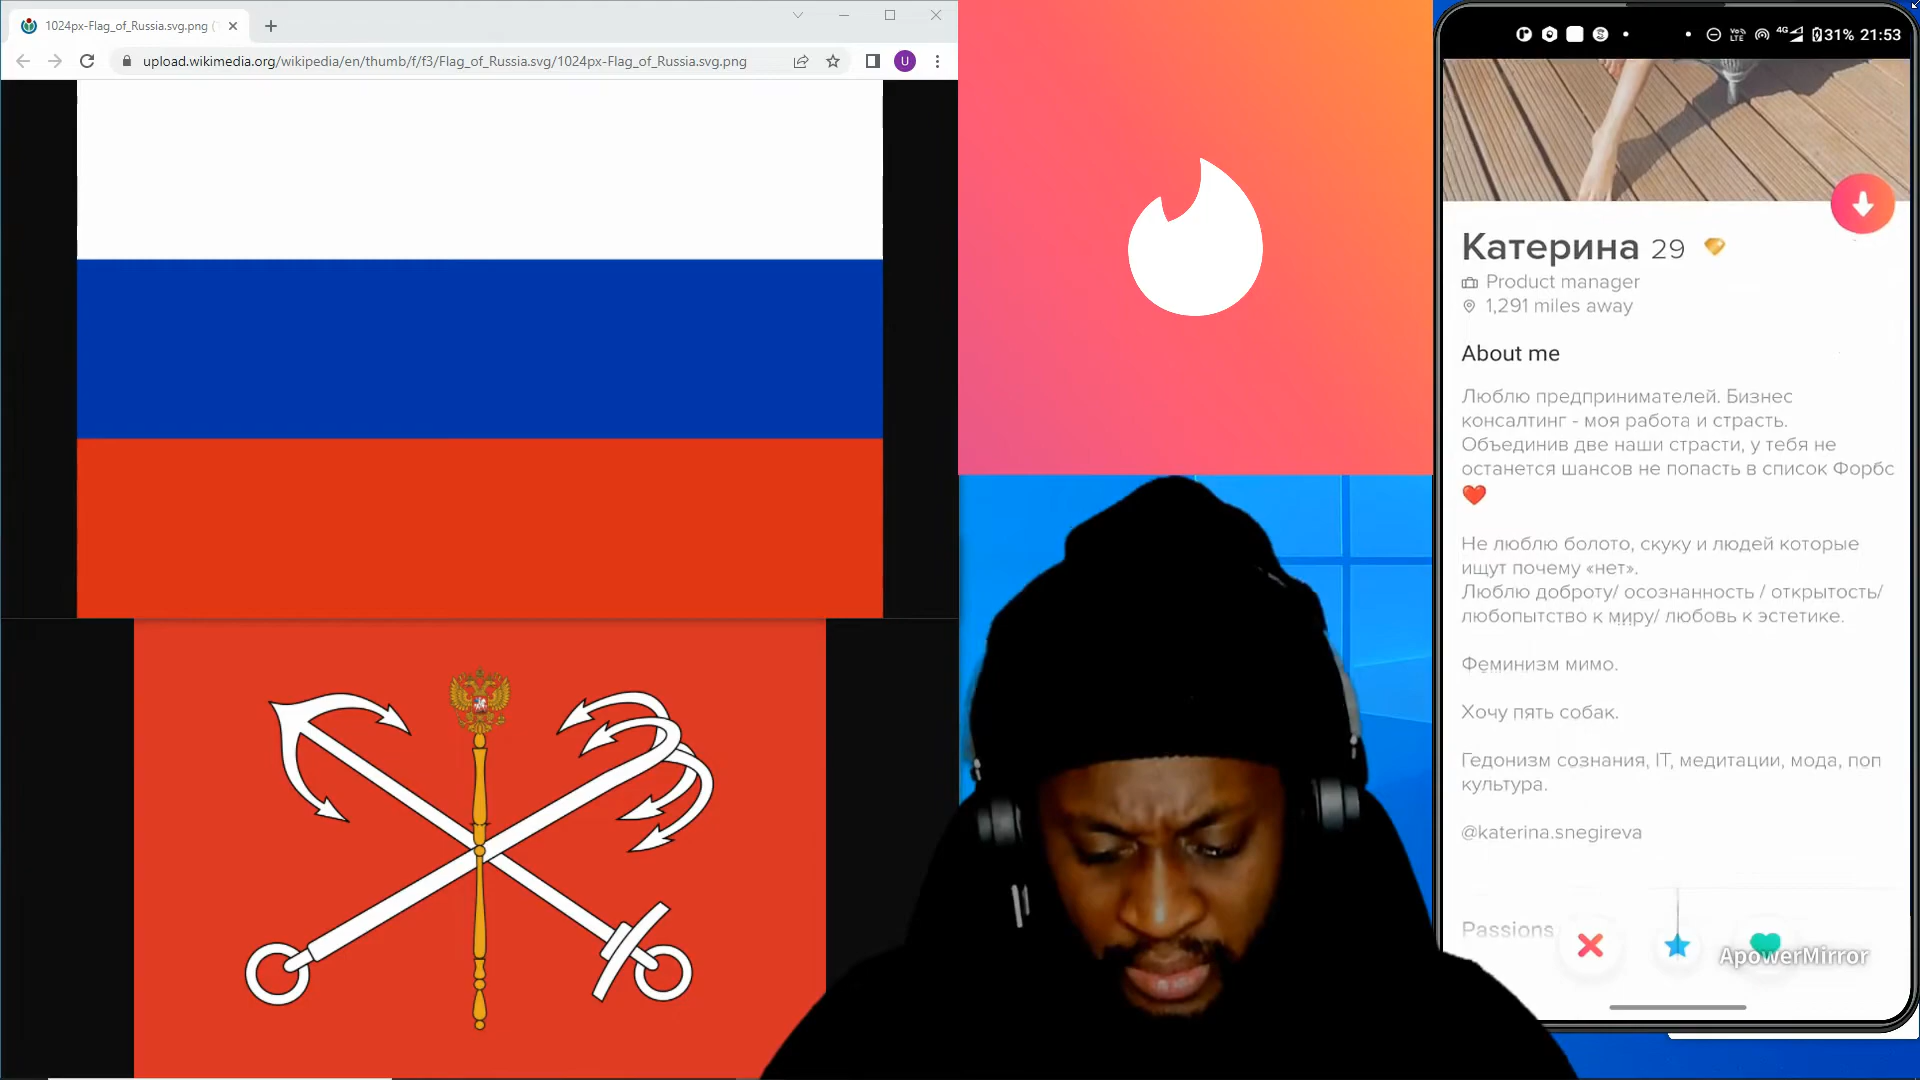 1024px-Flag_of_Russia.svg.png (
upload.wikimedia.org/wikipedia/en/thumb/f/f3/Flag_of_Russia.svg/1024px-Flag_of_Russia.svg.png
U
Vo) LTE 4G 31% 21:53
Катерина 29
Product manager
1,291 miles away
About me
Люблю предпринимателей. Бизнес
консалтинг - моя работа и страсть.
Объединив две наши страсти, у тебя не
останется шансов не попасть в список Форбс
❤️
Не люблю болото, скуку и людей которые
ищут почему «нет».
Люблю доброту/ осознанность / открытость/
любопытство к миру/ любовь к эстетике.
Феминизм мимо.
Хочу пять собак.
Гедонизм сознания, IT, медитации, мода, поп
культура.
@katerina.snegireva
Passions
ApowerMirror